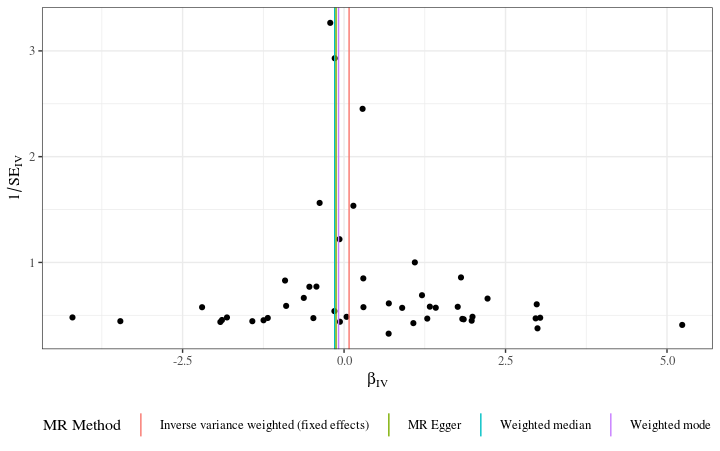 3
2
1
1/SE_IV
-2.5 0.0 2.5 5.0
β_IV
MR Method Inverse variance weighted (fixed effects) MR Egger Weighted median Weighted mode